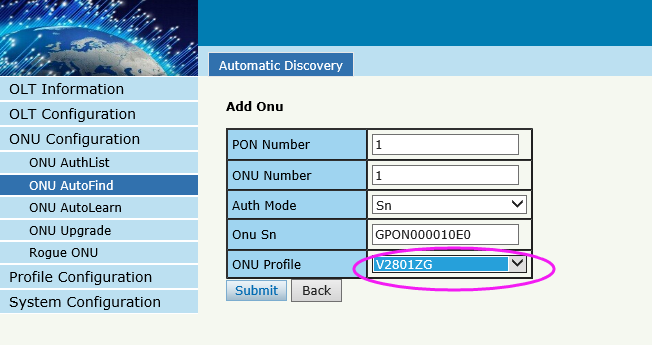 Automatic Discovery
OLT Information
OLT Configuration
ONU Configuration
ONU AuthList
ONU AutoFind
ONU AutoLearn
ONU Upgrade
Rogue ONU
Profile Configuration
System Configuration
Add Onu
PON Number 1
ONU Number 1
Auth Mode Sn
Onu Sn GPON000010E0
ONU Profile V2801ZG
Submit Back